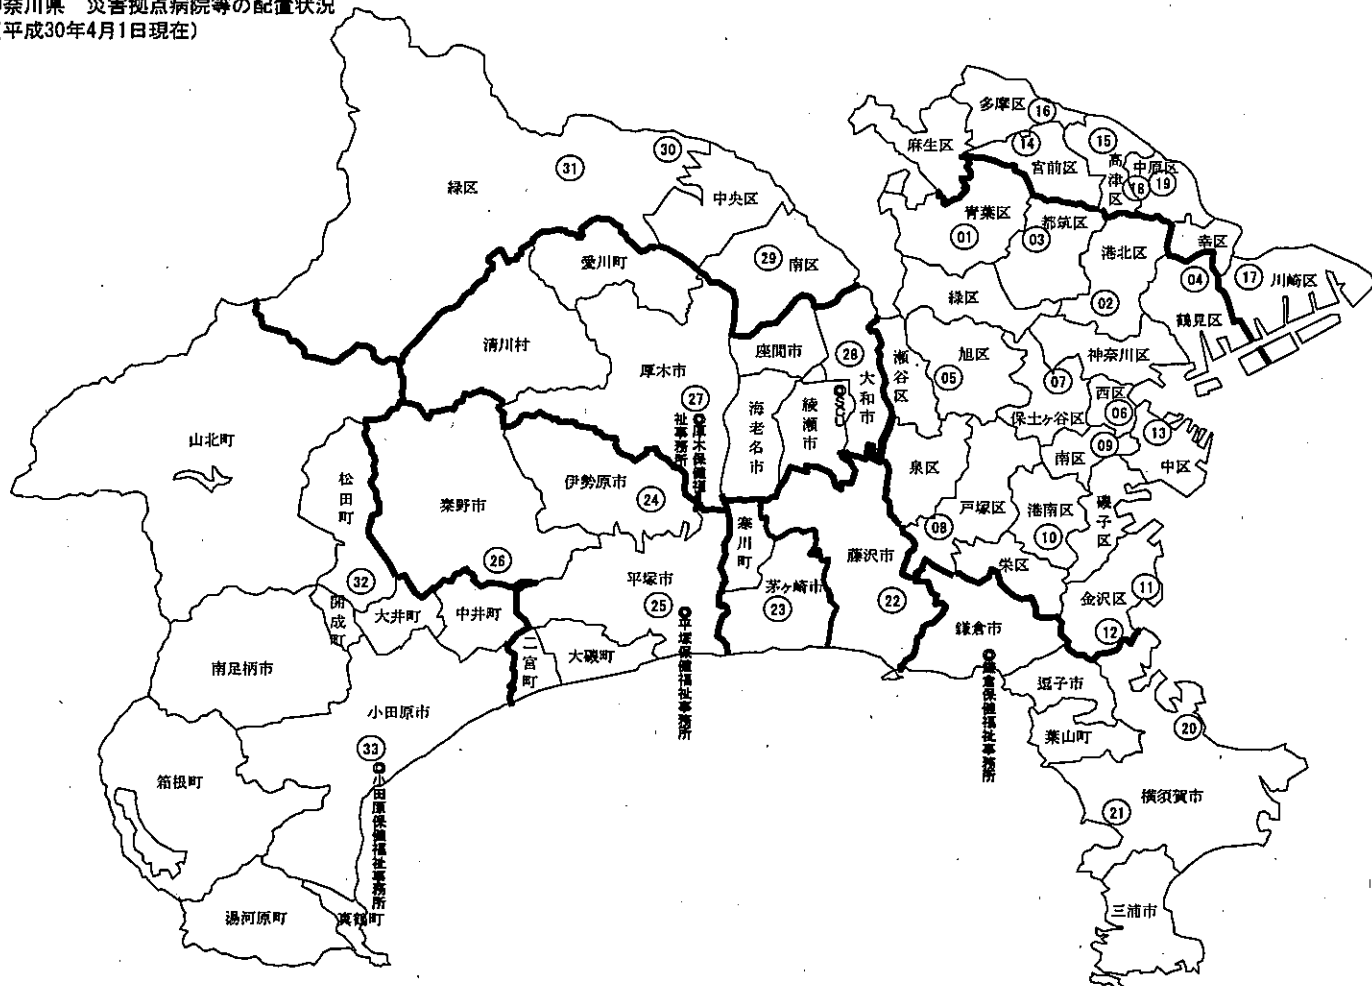 奈川県 災害拠点病院等の配置状況
(平成30年4月1日現在)
多摩区
16
麻生区
14
宮前区
15
高津区
中原区
18
19
30
31
緑区
中央区
青葉区
01
都筑区
03
港北区
02
幸区
04
17
川崎区
鶴見区
29
南区
愛川町
緑区
清川村
座間市
28
大和市
瀬谷区
旭区
05
神奈川区
07
西区
06
保土ヶ谷区
厚木市
27
◎厚木保健福祉事務所
海老名市
綾瀬市
◎SCU
09
13
南区
中区
山北町
松田町
秦野市
伊勢原市
24
泉区
戸塚区
港南区
10
磯子区
08
寒川町
藤沢市
栄区
26
32
平塚市
25
◎平塚保健福祉事務所
茅ヶ崎市
23
22
金沢区
11
12
開成町
大井町
中井町
二宮町
大磯町
鎌倉市
◎鎌倉保健福祉事務所
南足柄市
逗子市
小田原市
33
◎小田原保健福祉事務所
葉山町
20
箱根町
横須賀市
21
湯河原町
真鶴町
三浦市